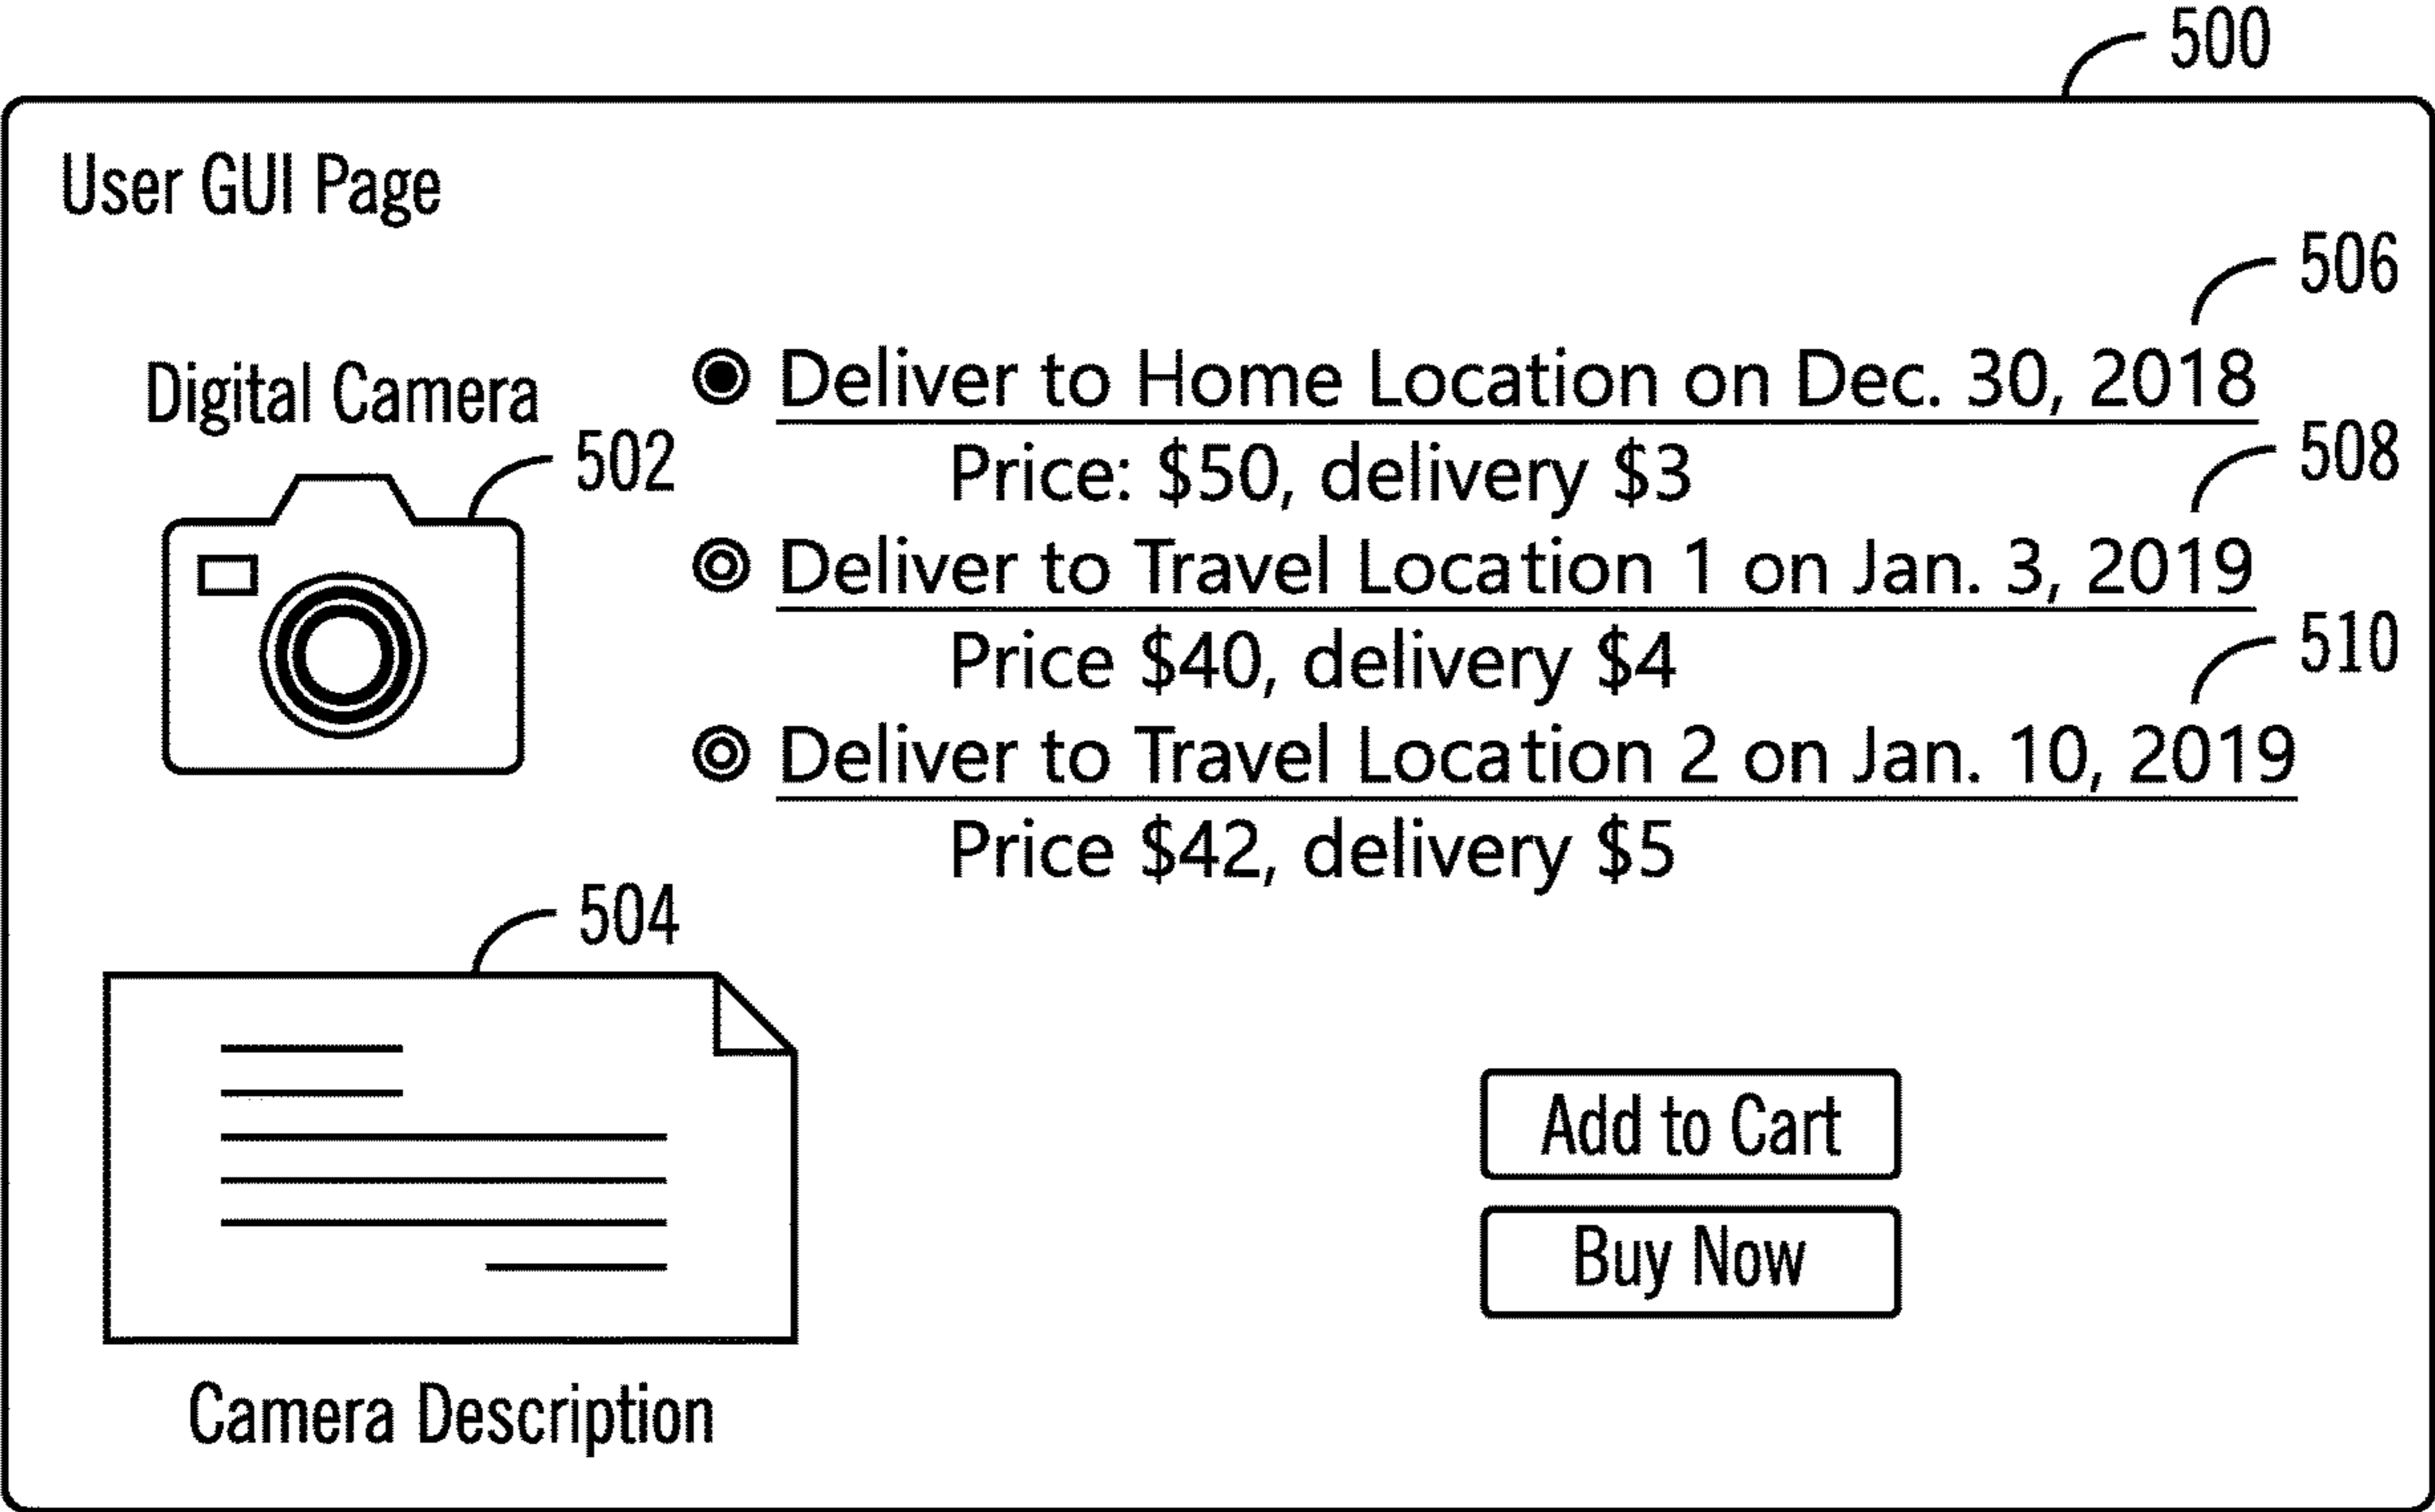 500
User GUI Page
506
Digital Camera
Deliver to Home Location on Dec. 30, 2018
502
Price: $50, delivery $3
508
Deliver to Travel Location 1 on Jan. 3, 2019
Price $40, delivery $4
510
Deliver to Travel Location 2 on Jan. 10, 2019
Price $42, delivery $5
504
Add to Cart
Buy Now
Camera Description